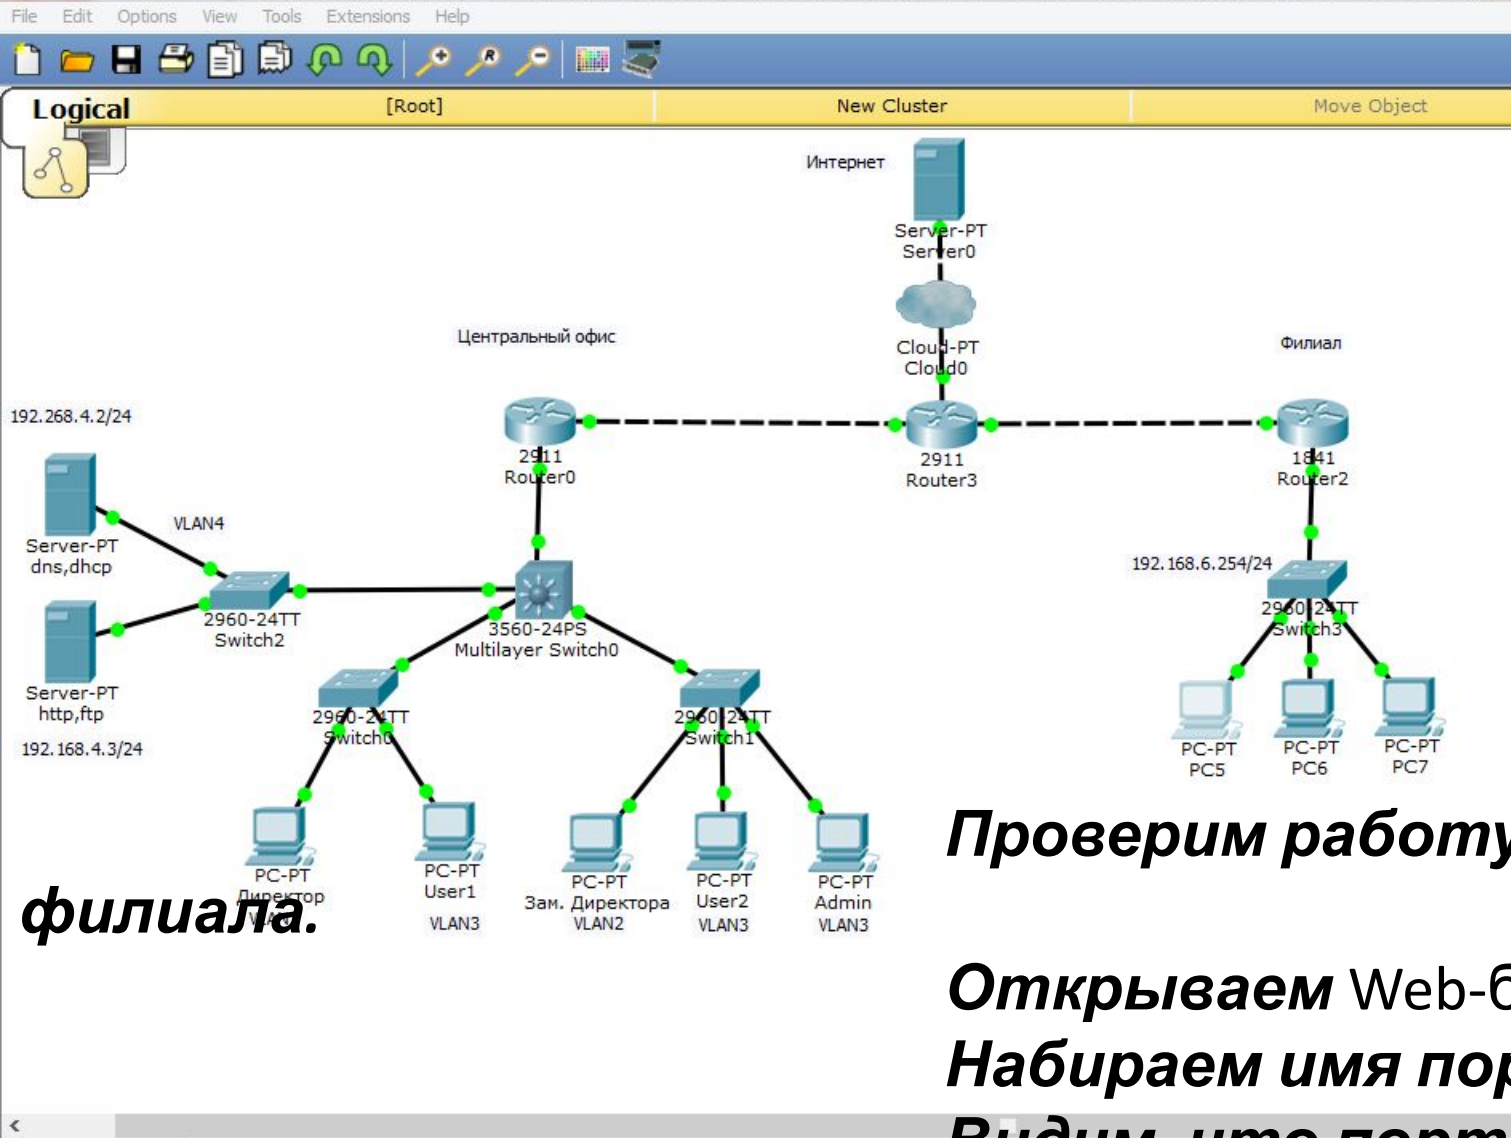 File Edit Options View Tools Extensions Help
Logical [Root] New Cluster Move Object
Интернет
Server-PT
Server0
Центральный офис
Cloud-PT
Cloud0
Филиал
192.268.4.2/24
2911
Router0
2911
Router3
1841
Router2
VLAN4
Server-PT
dns,dhcp
192.168.6.254/24
2960-24TT
Switch2
3560-24PS
Multilayer Switch0
2960-24TT
Switch3
Server-PT
http,ftp
192.168.4.3/24
2960-24TT
Switch0
2960-24TT
Switch1
PC-PT
PC5
PC-PT
PC6
PC-PT
PC7
PC-PT
Директор
PC-PT
User1
VLAN3
PC-PT
Зам. Директора
VLAN2
PC-PT
User2
VLAN3
PC-PT
Admin
VLAN3
Проверим работу
филиала.
Открываем Web-б
Набираем имя пор
Видим, что порт